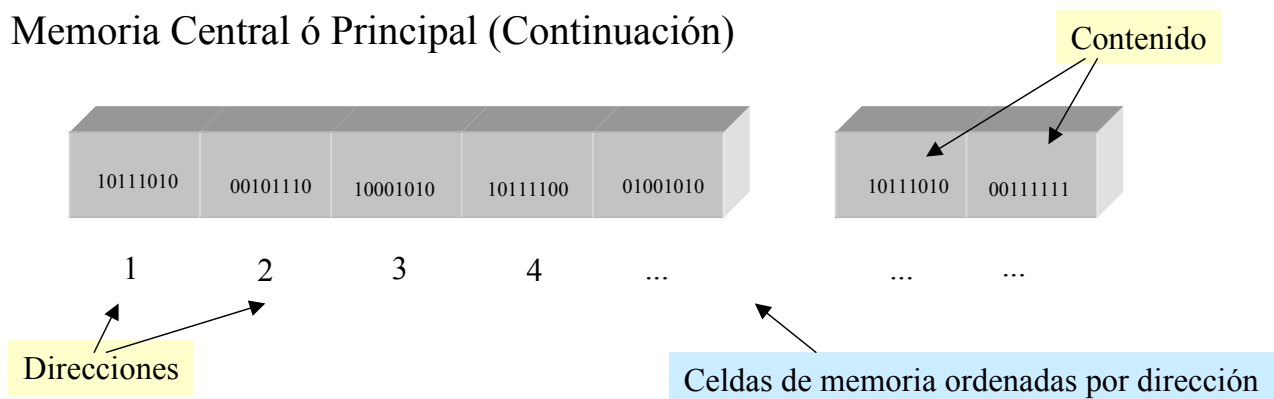 Memoria Central ó Principal (Continuación)
Contenido
10111010 00101110 10001010 10111100 01001010 10111010 00111111
1 2 3 4 ... ... ...
Direcciones
Celdas de memoria ordenadas por dirección